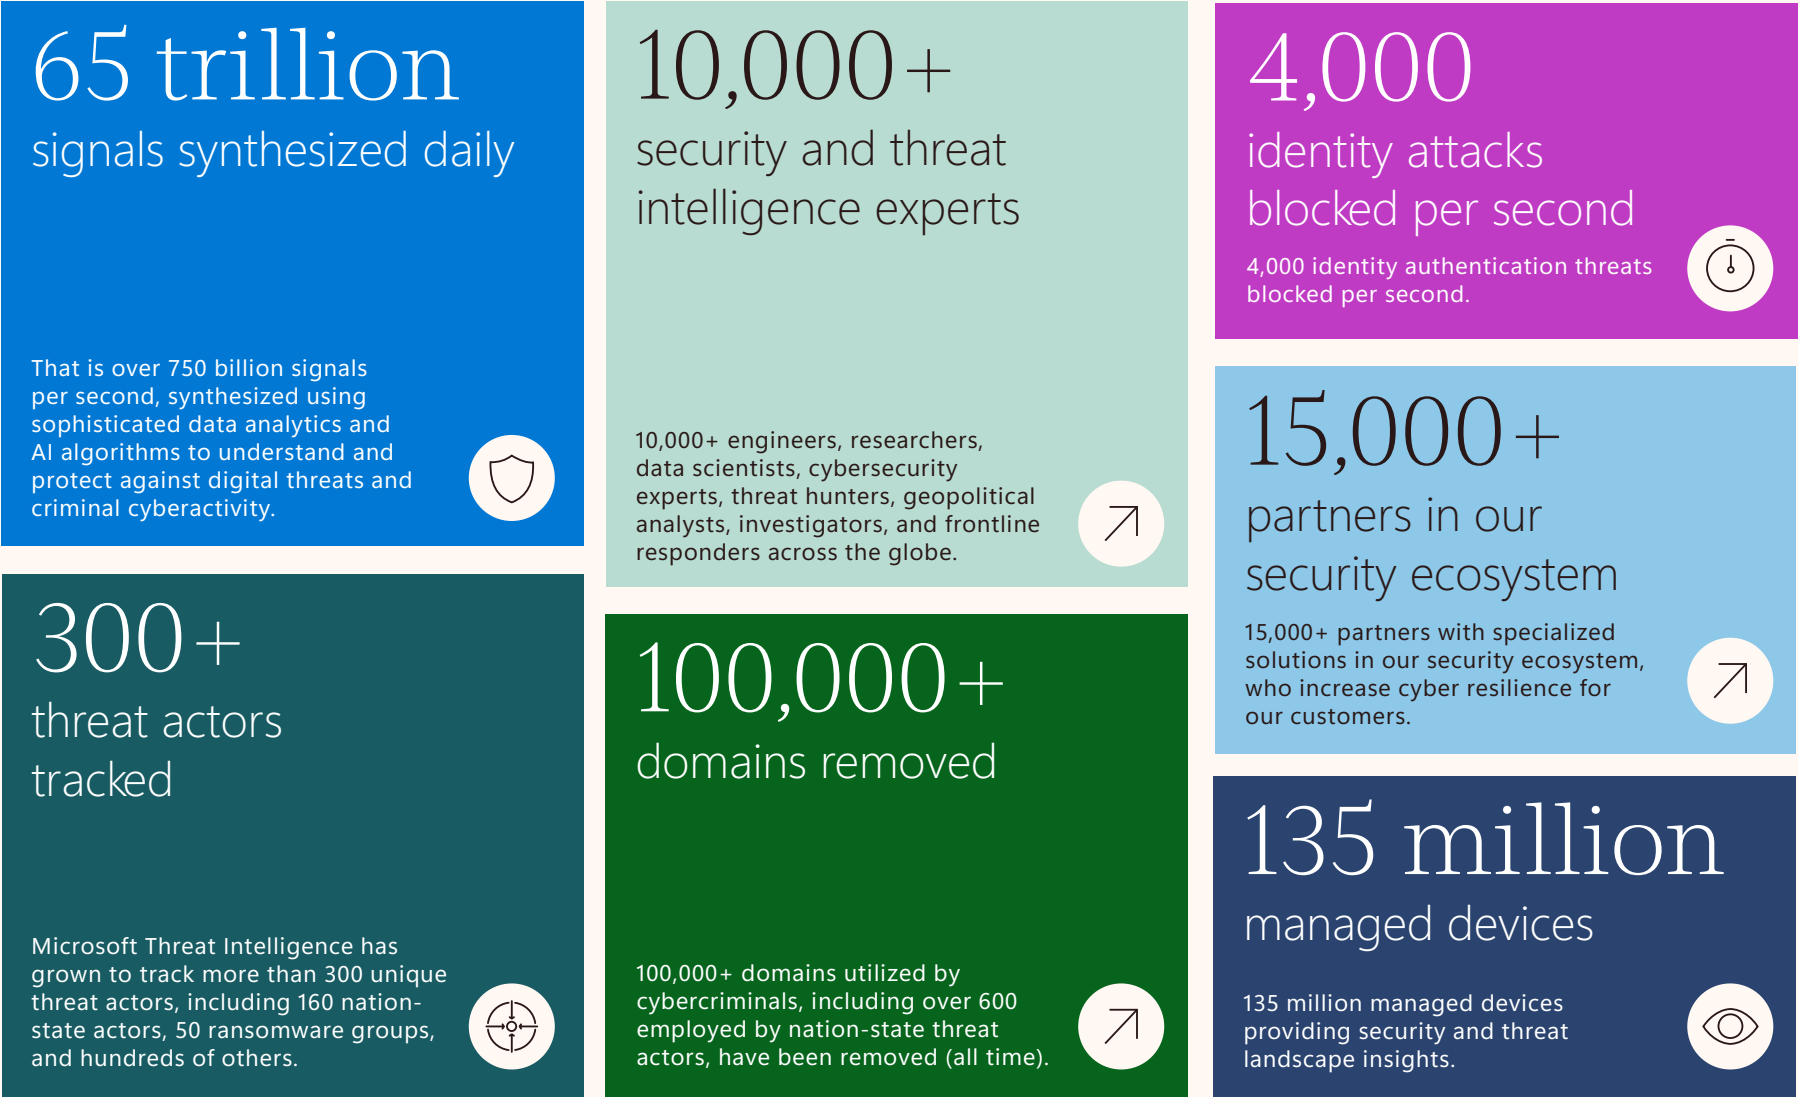 65 trillion
signals synthesized daily
That is over 750 billion signals
per second, synthesized using
sophisticated data analytics and
AI algorithms to understand and
protect against digital threats and
criminal cyberactivity.
300+
threat actors
tracked
Microsoft Threat Intelligence has
grown to track more than 300 unique
threat actors, including 160 nation-
state actors, 50 ransomware groups,
and hundreds of others.
10,000+
security and threat
intelligence experts
10,000+ engineers, researchers,
data scientists, cybersecurity
experts, threat hunters, geopolitical
analysts, investigators, and frontline
responders across the globe.
100,000+
domains removed
100,000+ domains utilized by
cybercriminals, including over 600
employed by nation-state threat
actors, have been removed (all time).
4,000
identity attacks
blocked per second
4,000 identity authentication threats
blocked per second.
15,000+
partners in our
security ecosystem
15,000+ partners with specialized
solutions in our security ecosystem,
who increase cyber resilience for
our customers.
135 million
managed devices
135 million managed devices
providing security and threat
landscape insights.